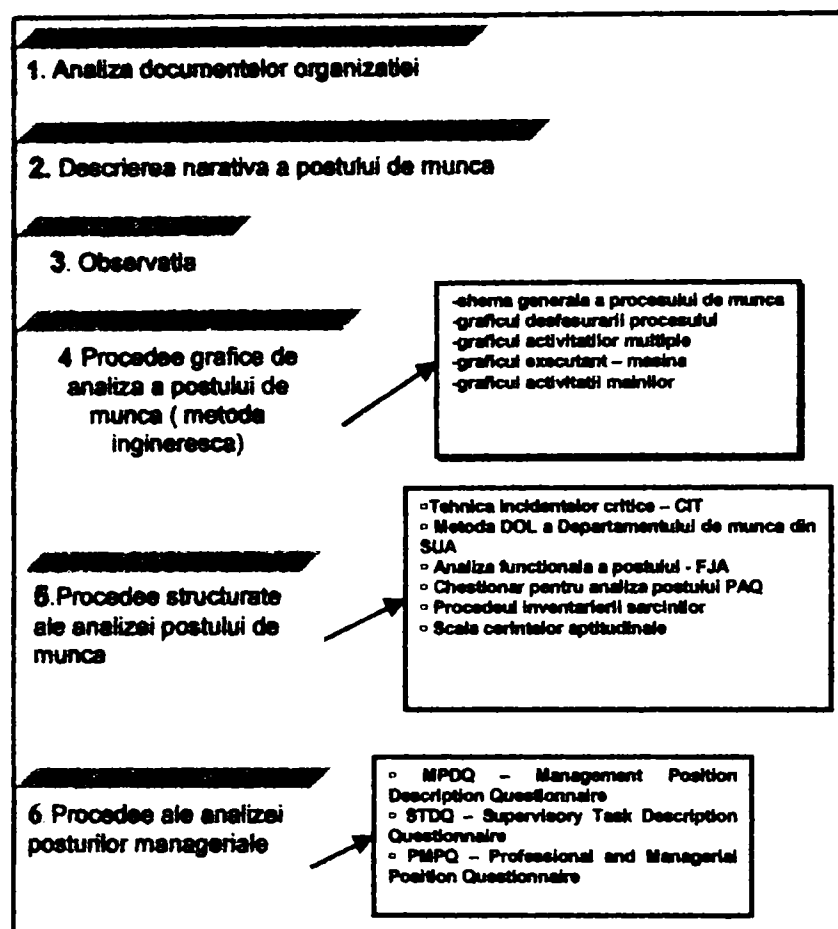 1. Analiza documentelor organizatiei
2. Descrierea narativa a postului de munca
3. Observatia
4 Procedee grafice de
analiza a postului de
munca ( metoda
inginereasca)
-shema generala a procesului de munca
-graficul desfasurarii procesului
-graficul activitatilor multiple
-graficul executant – masina
-graficul activitatii mainilor
5.Procedee structurate
ale analizei postului de
munca
▫Tehnica incidentelor critice – CIT
▫ Metoda DOL a Departamentului de munca din
SUA
▫ Analiza functionala a postului - FJA
▫ Chestionar pentru analiza postului PAQ
▫ Procedeul inventarierii sarcinilor
▫ Scala cerintelor aptitudinale
6. Procedee ale analizei
posturilor manageriale
▫ MPDQ – Management Position
Description Questionnaire
▫ STDQ – Supervisory Task Description
Questionnaire
▫ PMPQ – Professional and Managerial
Position Questionnaire